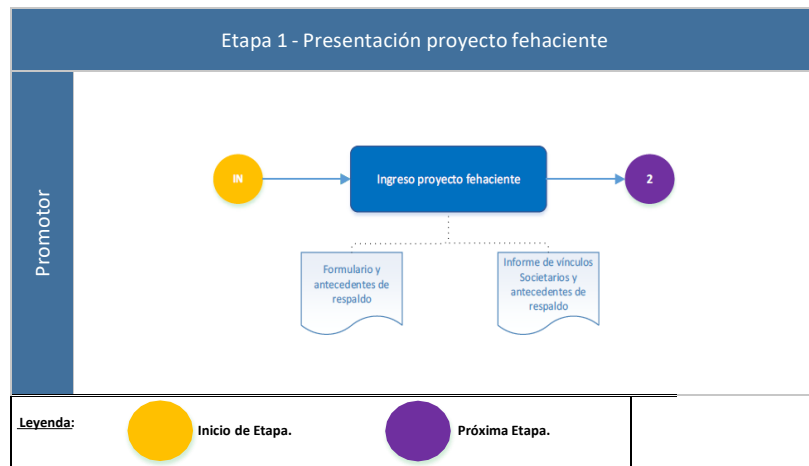 Etapa 1 - Presentación proyecto fehaciente
Promotor
IN
Ingreso proyecto fehaciente
2
Formulario y
antecedentes de
respaldo
Informe de vínculos
Societarios y
antecedentes de
respaldo
Leyenda:
Inicio de Etapa.
Próxima Etapa.